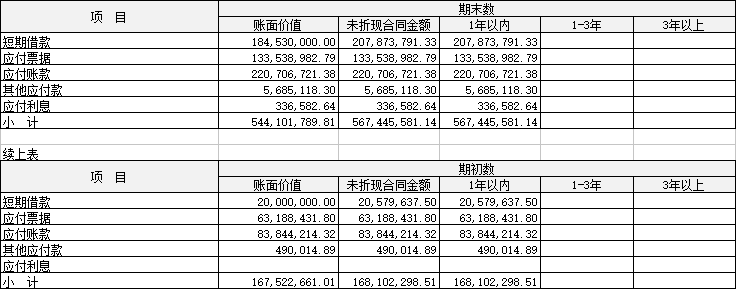 项 目 期末数
账面价值 未折现合同金额 1年以内 1-3年 3年以上
短期借款 184,530,000.00 207,873,791.33 207,873,791.33
应付票据 133,538,982.79 133,538,982.79 133,538,982.79
应付账款 220,706,721.38 220,706,721.38 220,706,721.38
其他应付款 5,685,118.30 5,685,118.30 5,685,118.30
应付利息 336,582.64 336,582.64 336,582.64
小 计 544,101,789.81 567,445,581.14 567,445,581.14
续上表
项 目 期初数
账面价值 未折现合同金额 1年以内 1-3年 3年以上
短期借款 20,000,000.00 20,579,637.50 20,579,637.50
应付票据 63,188,431.80 63,188,431.80 63,188,431.80
应付账款 83,844,214.32 83,844,214.32 83,844,214.32
其他应付款 490,014.89 490,014.89 490,014.89
应付利息
小 计 167,522,661.01 168,102,298.51 168,102,298.51